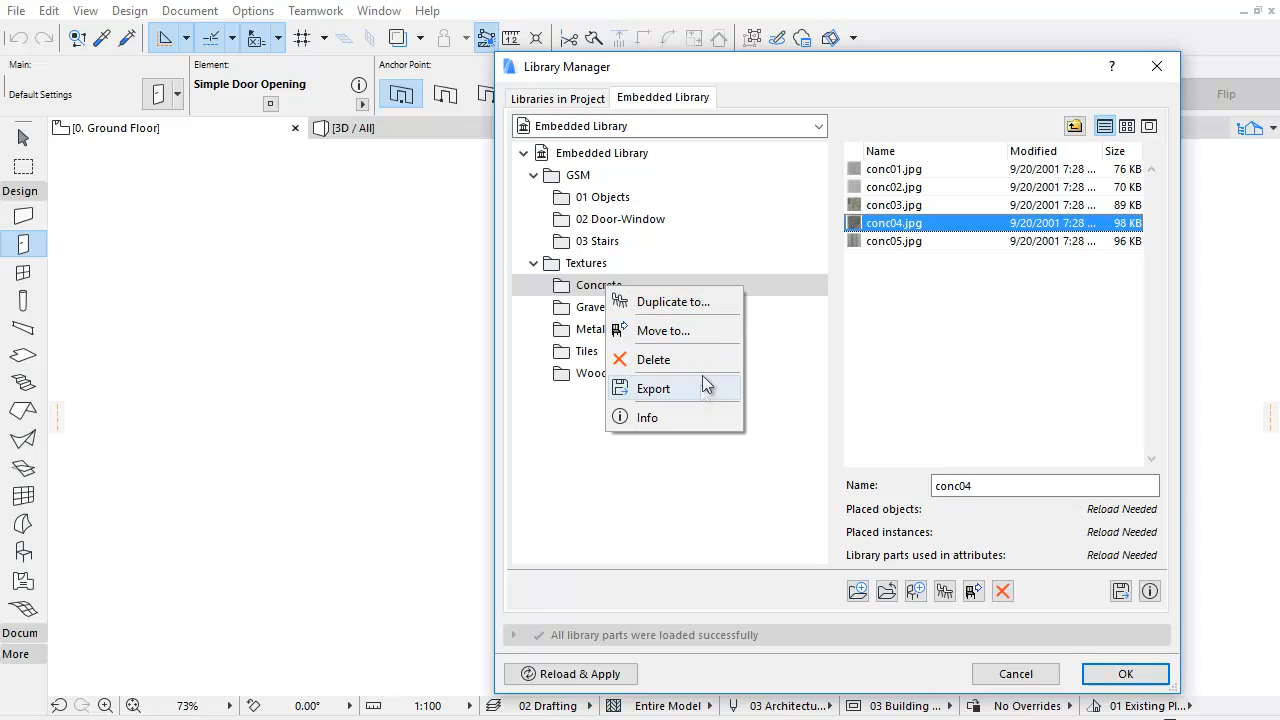 File Edit View Design Document Options Teamwork Window Help
Main:
Default Settings
Element:
Simple Door Opening
Anchor Point:
Flip
[0. Ground Floor]
[3D / All]
Design
Docum
More
Library Manager
Libraries in Project
Embedded Library
Embedded Library
Embedded Library
GSM
01 Objects
02 Door-Window
03 Stairs
Textures
Concrete
Grave
Metal
Tiles
Wood
Duplicate to...
Move to...
Delete
Export
Info
Name Modified Size
conc01.jpg 9/20/2001 7:28 ... 76 KB
conc02.jpg 9/20/2001 7:28 ... 70 KB
conc03.jpg 9/20/2001 7:28 ... 89 KB
conc04.jpg 9/20/2001 7:28 ... 98 KB
conc05.jpg 9/20/2001 7:28 ... 96 KB
Name: conc04
Placed objects: Reload Needed
Placed instances: Reload Needed
Library parts used in attributes: Reload Needed
All library parts were loaded successfully
Reload & Apply
Cancel
OK
73% 0.00° 1:100 02 Drafting Entire Model 03 Architectu... 03 Building ... No Overrides 01 Existing Pl...